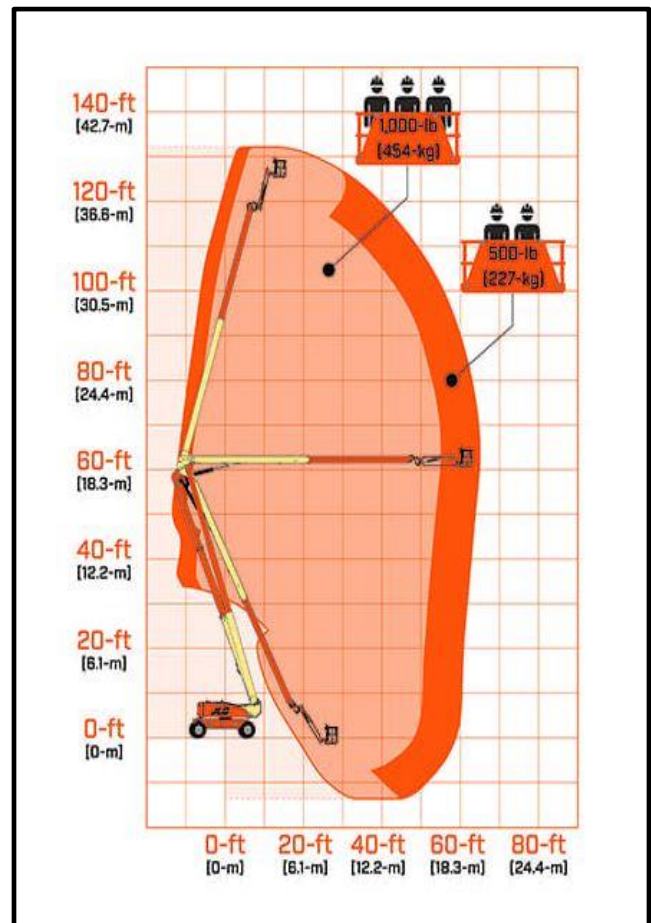 140-ft
[42.7-m]
120-ft
[36.6-m]
100-ft
[30.5-m]
80-ft
[24.4-m]
60-ft
[18.3-m]
40-ft
[12.2-m]
20-ft
[6.1-m]
0-ft
[0-m]
1,000-lb
(454-kg)
500-lb
(227-kg)
JLG
0-ft 20-ft 40-ft 60-ft 80-ft
[0-m] [6.1-m] [12.2-m] [18.3-m] [24.4-m]